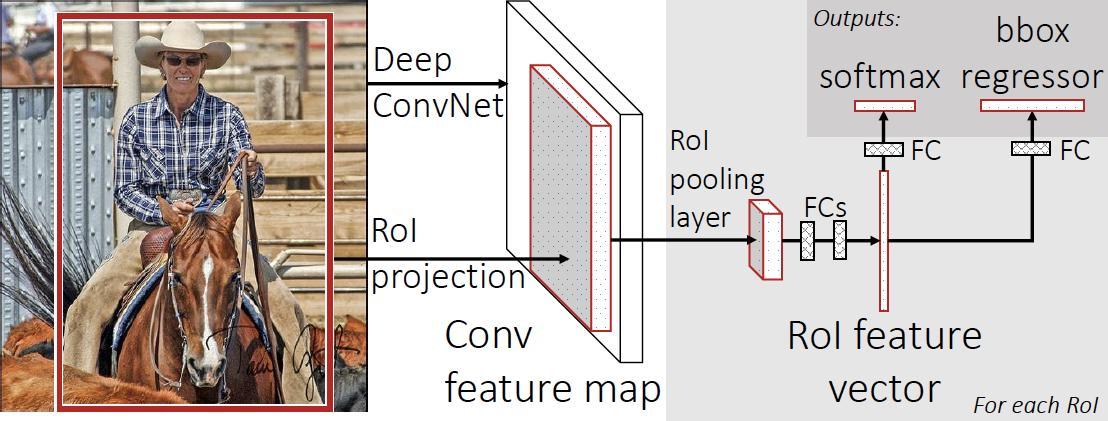 Deep
ConvNet
RoI
projection
Conv
feature map
RoI
pooling
layer
FCs
RoI feature
vector
Outputs:
softmax
bbox
regressor
FC
FC
For each RoI